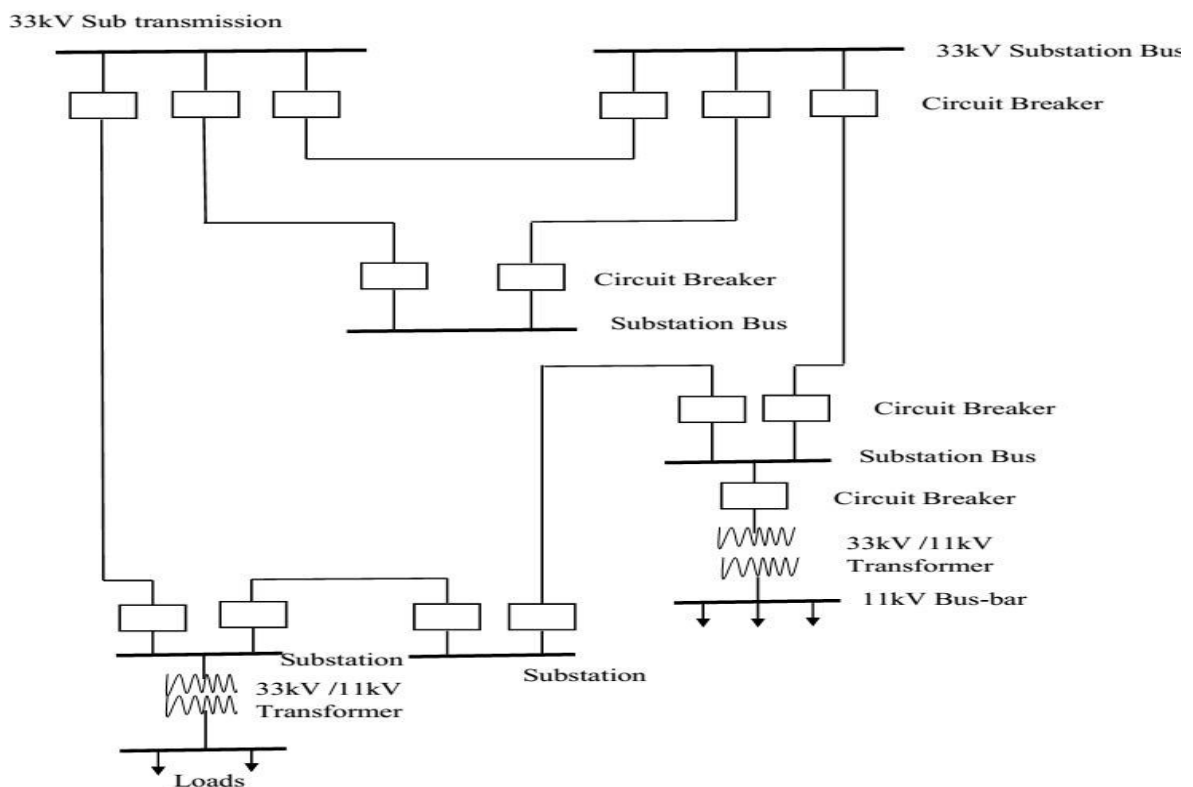 33kV Sub transmission
33kV Substation Bus
Circuit Breaker
Circuit Breaker
Substation Bus
Circuit Breaker
Substation Bus
Circuit Breaker
33kV /11kV
Transformer
11kV Bus-bar
Substation
33kV /11kV
Transformer
Substation
Loads